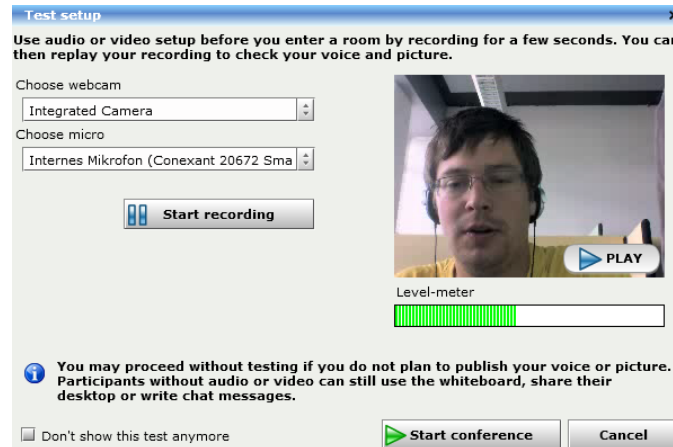 Test setup
Use audio or video setup before you enter a room by recording for a few seconds. You can
then replay your recording to check your voice and picture.
Choose webcam
Integrated Camera
Choose micro
Internes Mikrofon (Conexant 20672 Sma
Start recording
PLAY
Level-meter
You may proceed without testing if you do not plan to publish your voice or picture.
Participants without audio or video can still use the whiteboard, share their
desktop or write chat messages.
Don't show this test anymore
Start conference
Cancel